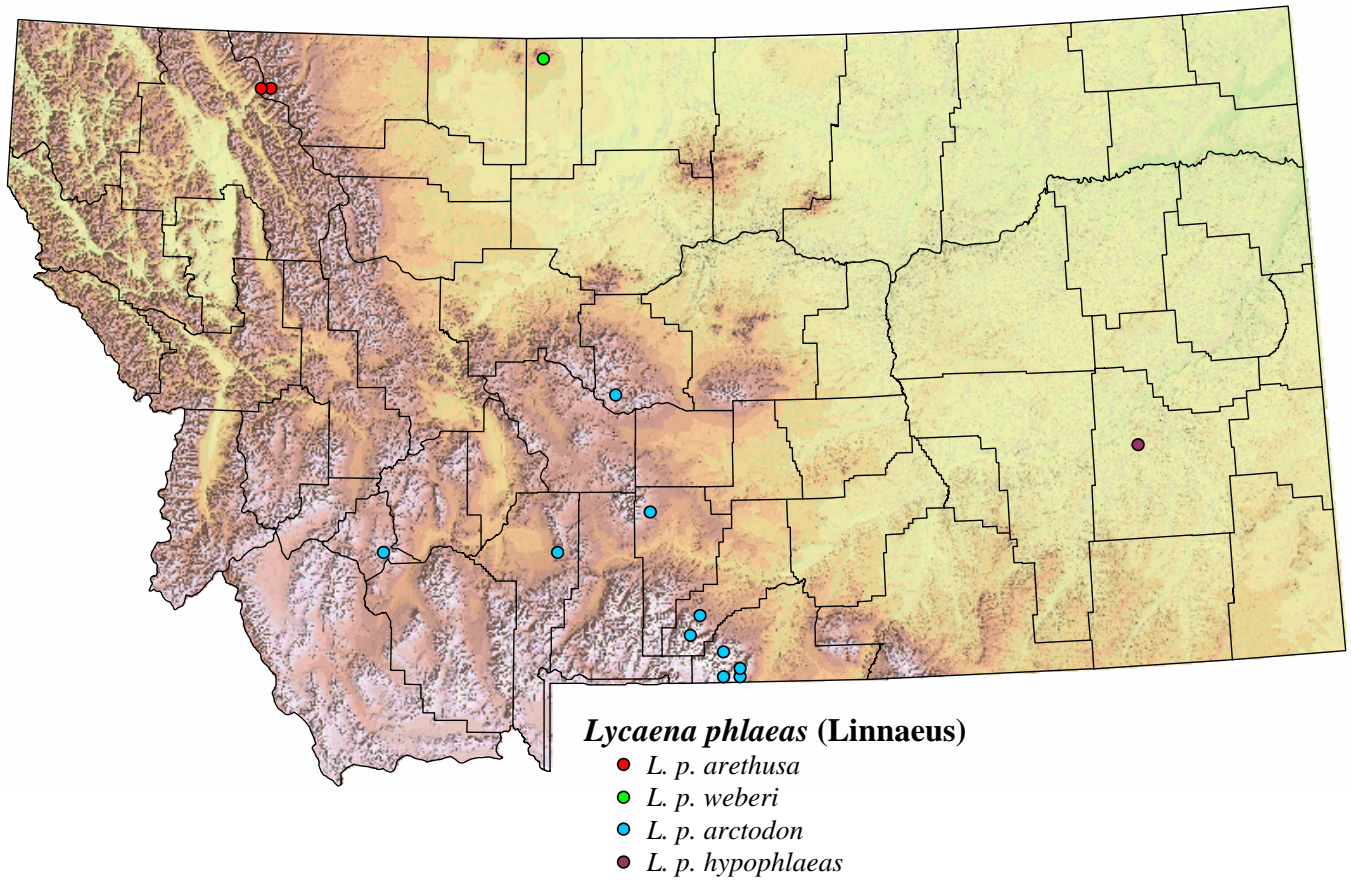 Lycaena phlaeas (Linnaeus)
L. p. arethusa
L. p. weberi
L. p. arctodon
L. p. hypophlaeas